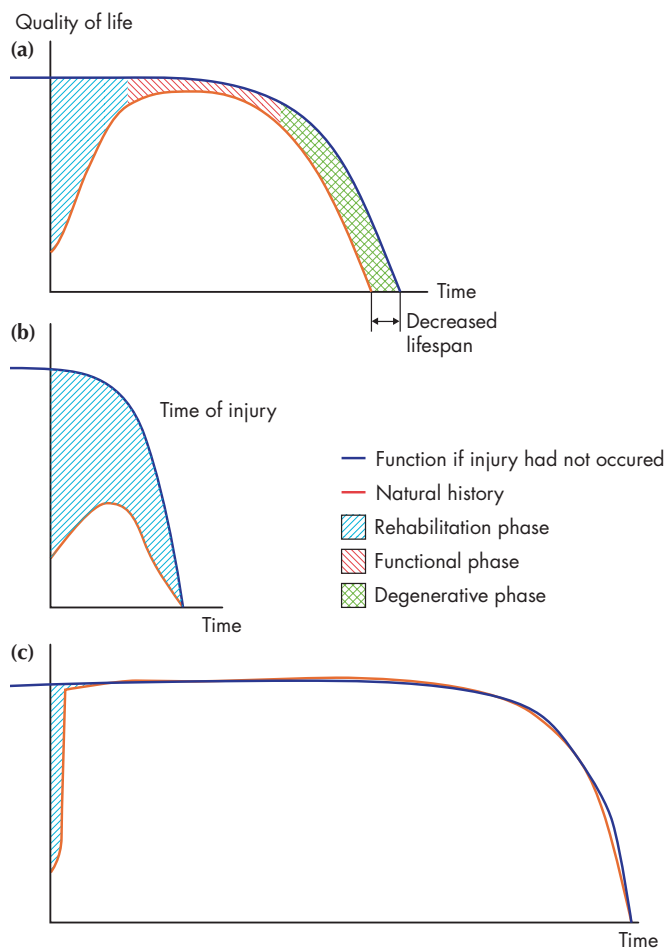 Quality of life
(a)
Time
Decreased
lifespan
(b)
Time of injury
Function if injury had not occured
Natural history
Rehabilitation phase
Functional phase
Degenerative phase
Time
(c)
Time